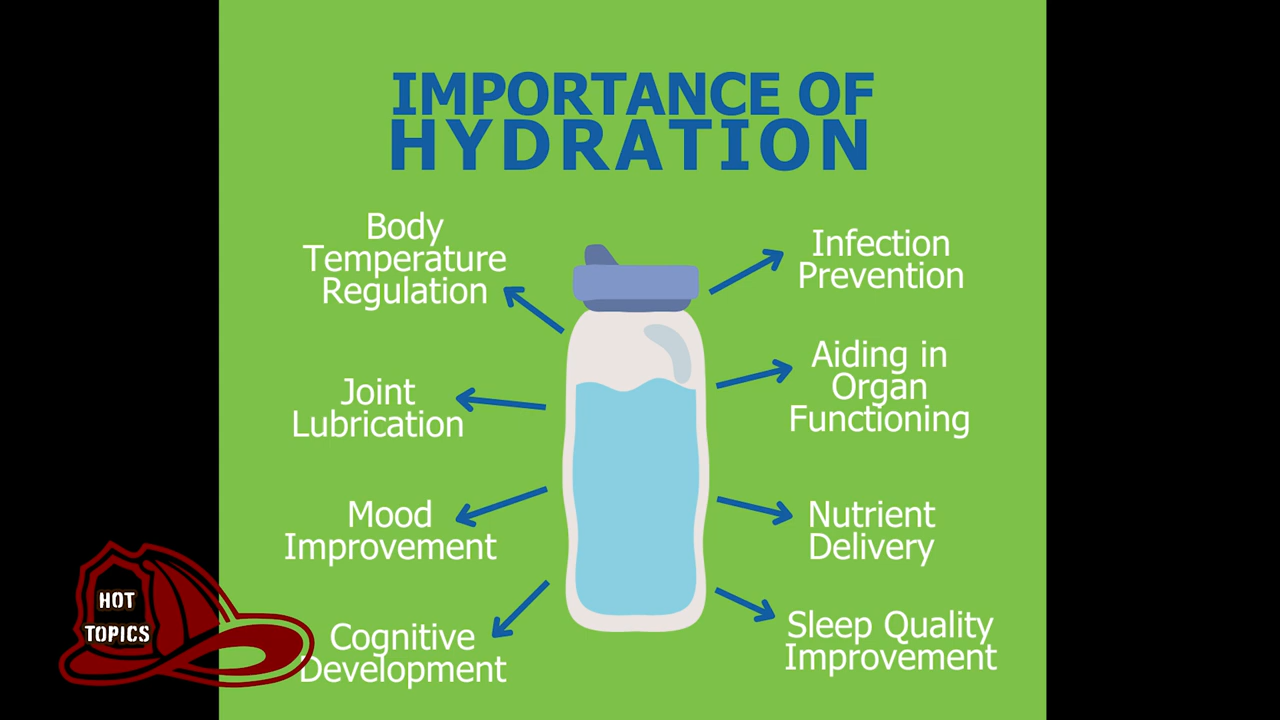 IMPORTANCE OF
HYDRATION
Body
Temperature
Regulation
Joint
Lubrication
Mood
Improvement
Cognitive
Development
Infection
Prevention
Aiding in
Organ
Functioning
Nutrient
Delivery
Sleep Quality
Improvement
HOT
TOPICS